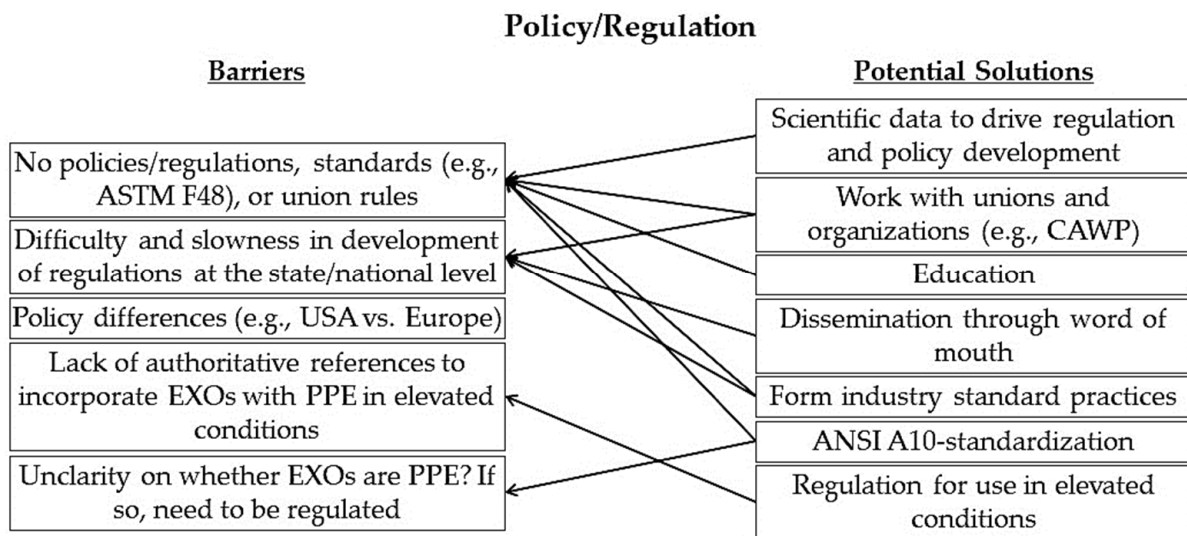 Policy/Regulation
Barriers
No policies/regulations, standards (e.g.,
ASTM F48), or union rules
Difficulty and slowness in development
of regulations at the state/national level
Policy differences (e.g., USA vs. Europe)
Lack of authoritative references to
incorporate EXOs with PPE in elevated
conditions
Unclarity on whether EXOs are PPE? If
so, need to be regulated
Potential Solutions
Scientific data to drive regulation
and policy development
Work with unions and
organizations (e.g., CAWP)
Education
Dissemination through word of
mouth
Form industry standard practices
ANSI A10-standardization
Regulation for use in elevated
conditions